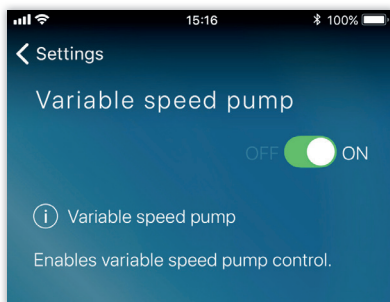 15:16
100%
Settings
Variable speed pump
OFF ON
i Variable speed pump
Enables variable speed pump control.